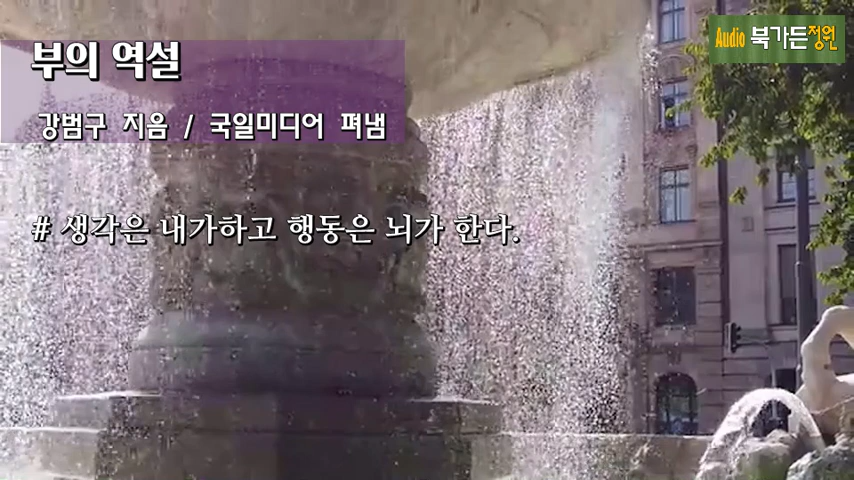 부의 역설
Audio 북가든정원
강범구 지음 / 국일미디어 펴냄
# 생각은 내가하고 행동은 뇌가 한다.